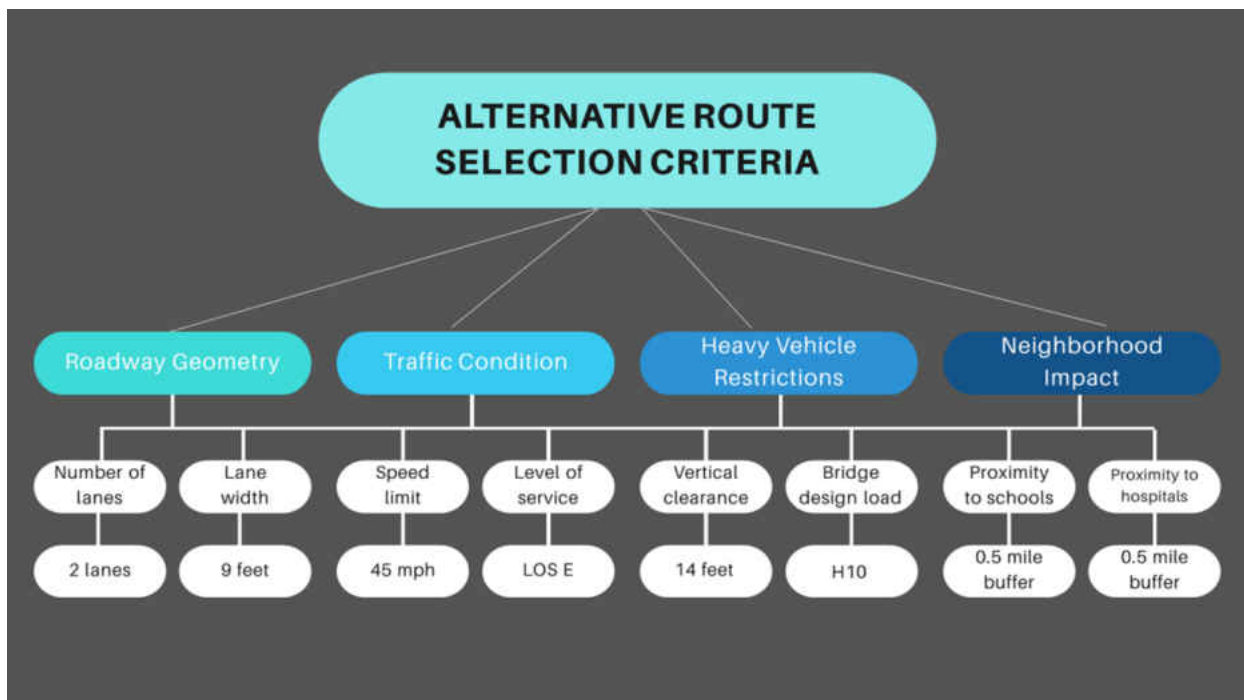 ALTERNATIVE ROUTE
SELECTION CRITERIA
Roadway Geometry
Traffic Condition
Heavy Vehicle
Restrictions
Neighborhood
Impact
Number of
lanes
Lane
width
Speed
limit
Level of
service
Vertical
clearance
Bridge
design load
Proximity
to schools
Proximity to
hospitals
2 lanes
9 feet
45 mph
LOS E
14 feet
H10
0.5 mile
buffer
0.5 mile
buffer